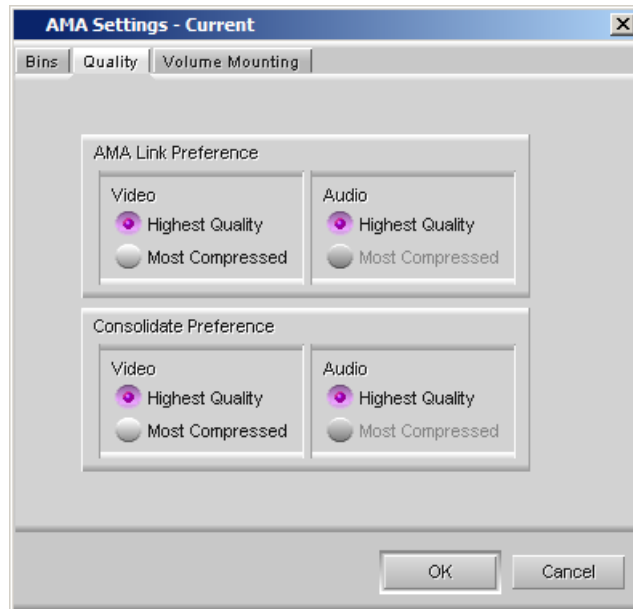 AMA Settings - Current
Bins Quality Volume Mounting
AMA Link Preference
Video Audio
Highest Quality Highest Quality
Most Compressed Most Compressed
Consolidate Preference
Video Audio
Highest Quality Highest Quality
Most Compressed Most Compressed
OK Cancel